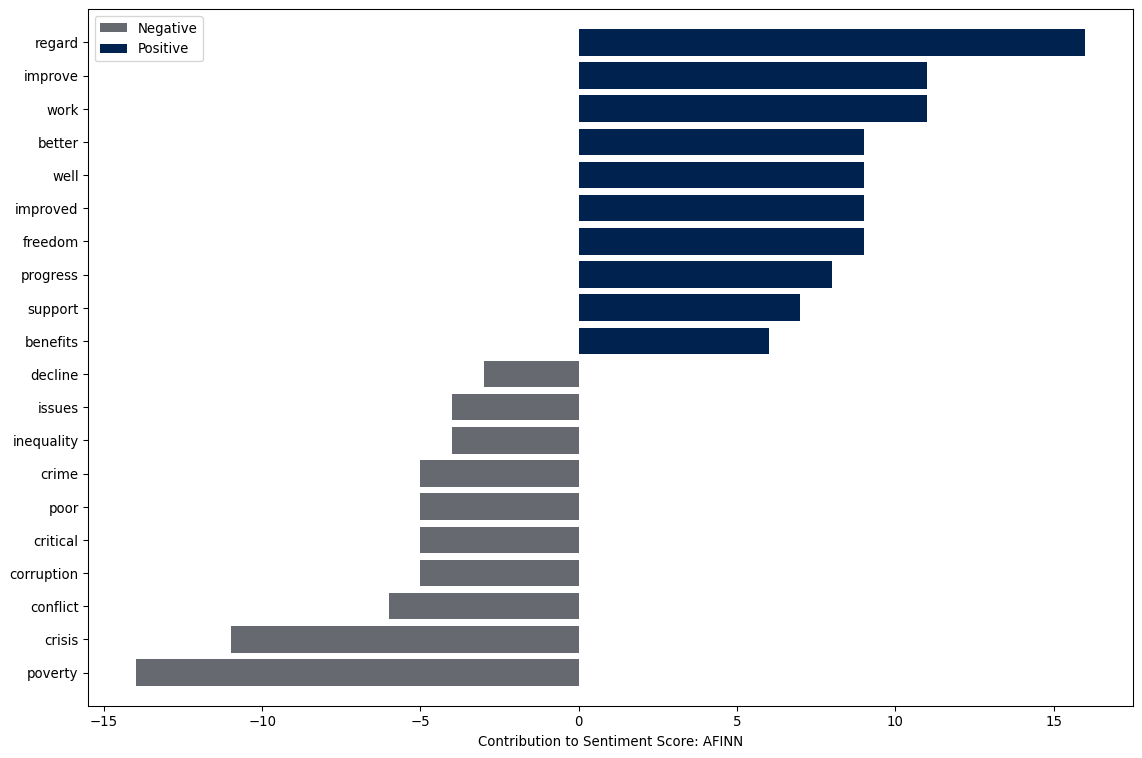 Negative
Positive
regard
improve
work
better
well
improved
freedom
progress
support
benefits
decline
issues
inequality
crime
poor
critical
corruption
conflict
crisis
poverty
−15 −10 −5 0 5 10 15
Contribution to Sentiment Score: AFINN